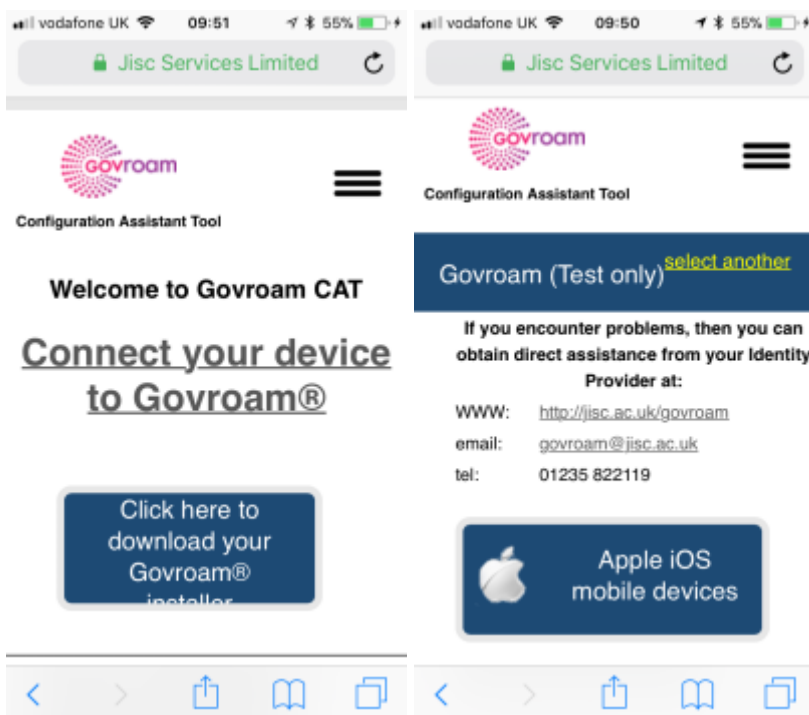 vodafone UK 09:51 55%
Jisc Services Limited
Govroam
Configuration Assistant Tool
Welcome to Govroam CAT
Connect your device
to Govroam®
Click here to
download your
Govroam®
installer
vodafone UK 09:50 55%
Jisc Services Limited
Govroam
Configuration Assistant Tool
Govroam (Test only) select another
If you encounter problems, then you can
obtain direct assistance from your Identity
Provider at:
WWW: http://jisc.ac.uk/govroam
email: govroam@jisc.ac.uk
tel: 01235 822119
Apple iOS
mobile devices